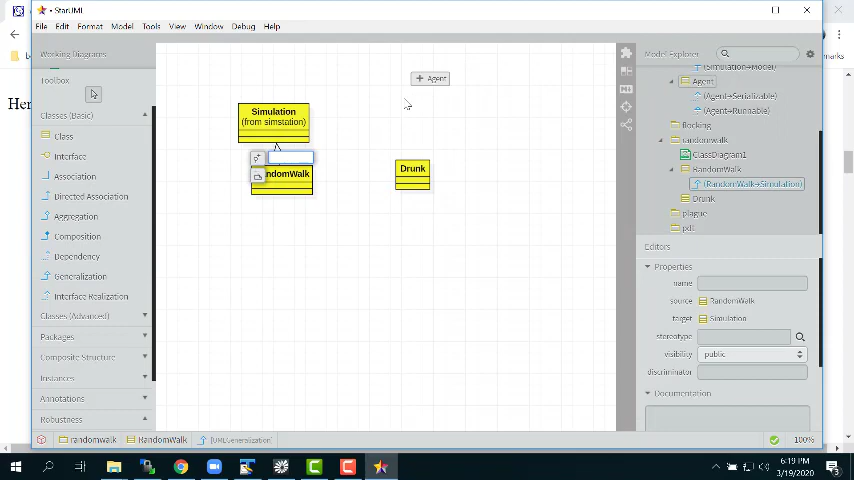 • StarUML
File Edit Format Model Tools View Window Debug Help
Working Diagrams
Toolbox
Classes (Basic)
Class
Interface
Association
Directed Association
Aggregation
Composition
Dependency
Generalization
Interface Realization
Classes (Advanced)
Packages
Composite Structure
Instances
Annotations
Robustness
Her
+ Agent
Simulation
(from simstation)
ndomWalk
Drunk
Model Explorer
(Simulation→Model)
Agent
(Agent→Serializable)
(Agent→Runnable)
flocking
randomwalk
ClassDiagram1
RandomWalk
(RandomWalk→Simulation)
Drunk
plague
Editors
Properties
name
source RandomWalk
target Simulation
stereotype
visibility public
discriminator
Documentation
randomwalk RandomWalk [UMLGeneralization]
100%
6:19 PM
3/19/2020
3